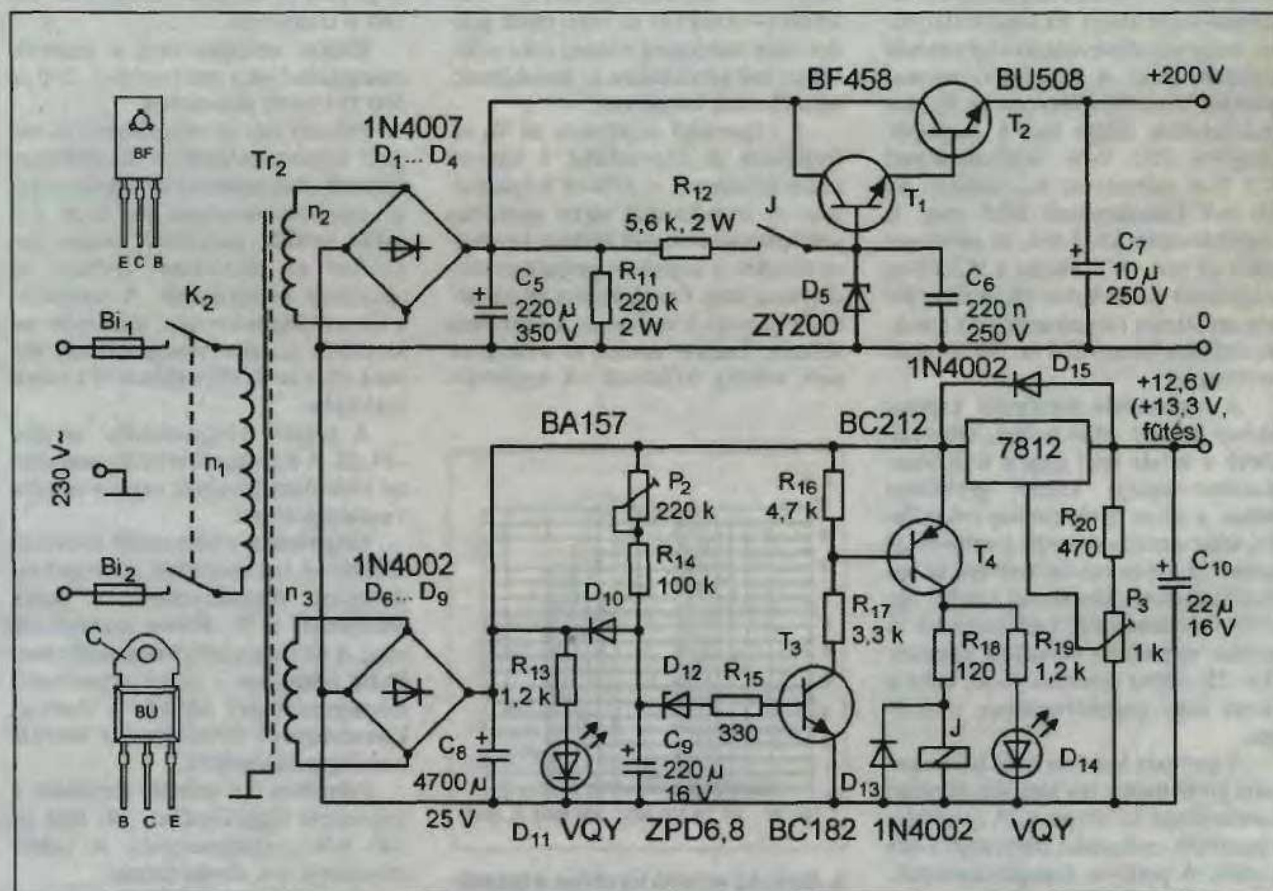 BF458 BU508 +200 V
BF
1N4007
D₁... D₄
Tr₂
n₂
T₂
T₁
R₁₂
5,6 k, 2 W
J
E C B
K₂
Bi₁
C₅
220 µ
350 V
R₁₁
220 k
2 W
D₅
ZY200
C₆
220 n
250 V
C₇
10 µ
250 V
0
1N4002
D₁₅
+12,6 V
(+13,3 V,
fűtés)
230 V~
n₁
BA157
BC212
7812
P₂
220 k
R₁₆
4,7 k
R₂₀
470
Bi₂
1N4002
D₆... D₉
n₃
R₁₄
100 k
D₁₀
T₄
C₁₀
22 µ
16 V
P₃
1 k
C
BU
B C E
R₁₃
1,2 k
D₁₂
R₁₅
330
T₃
R₁₇
3,3 k
R₁₈
120
R₁₉
1,2 k
C₈
4700 µ
25 V
C₉
220 µ
16 V
D₁₃
J
D₁₄
D₁₁ VQY ZPD6,8 BC182 1N4002 VQY